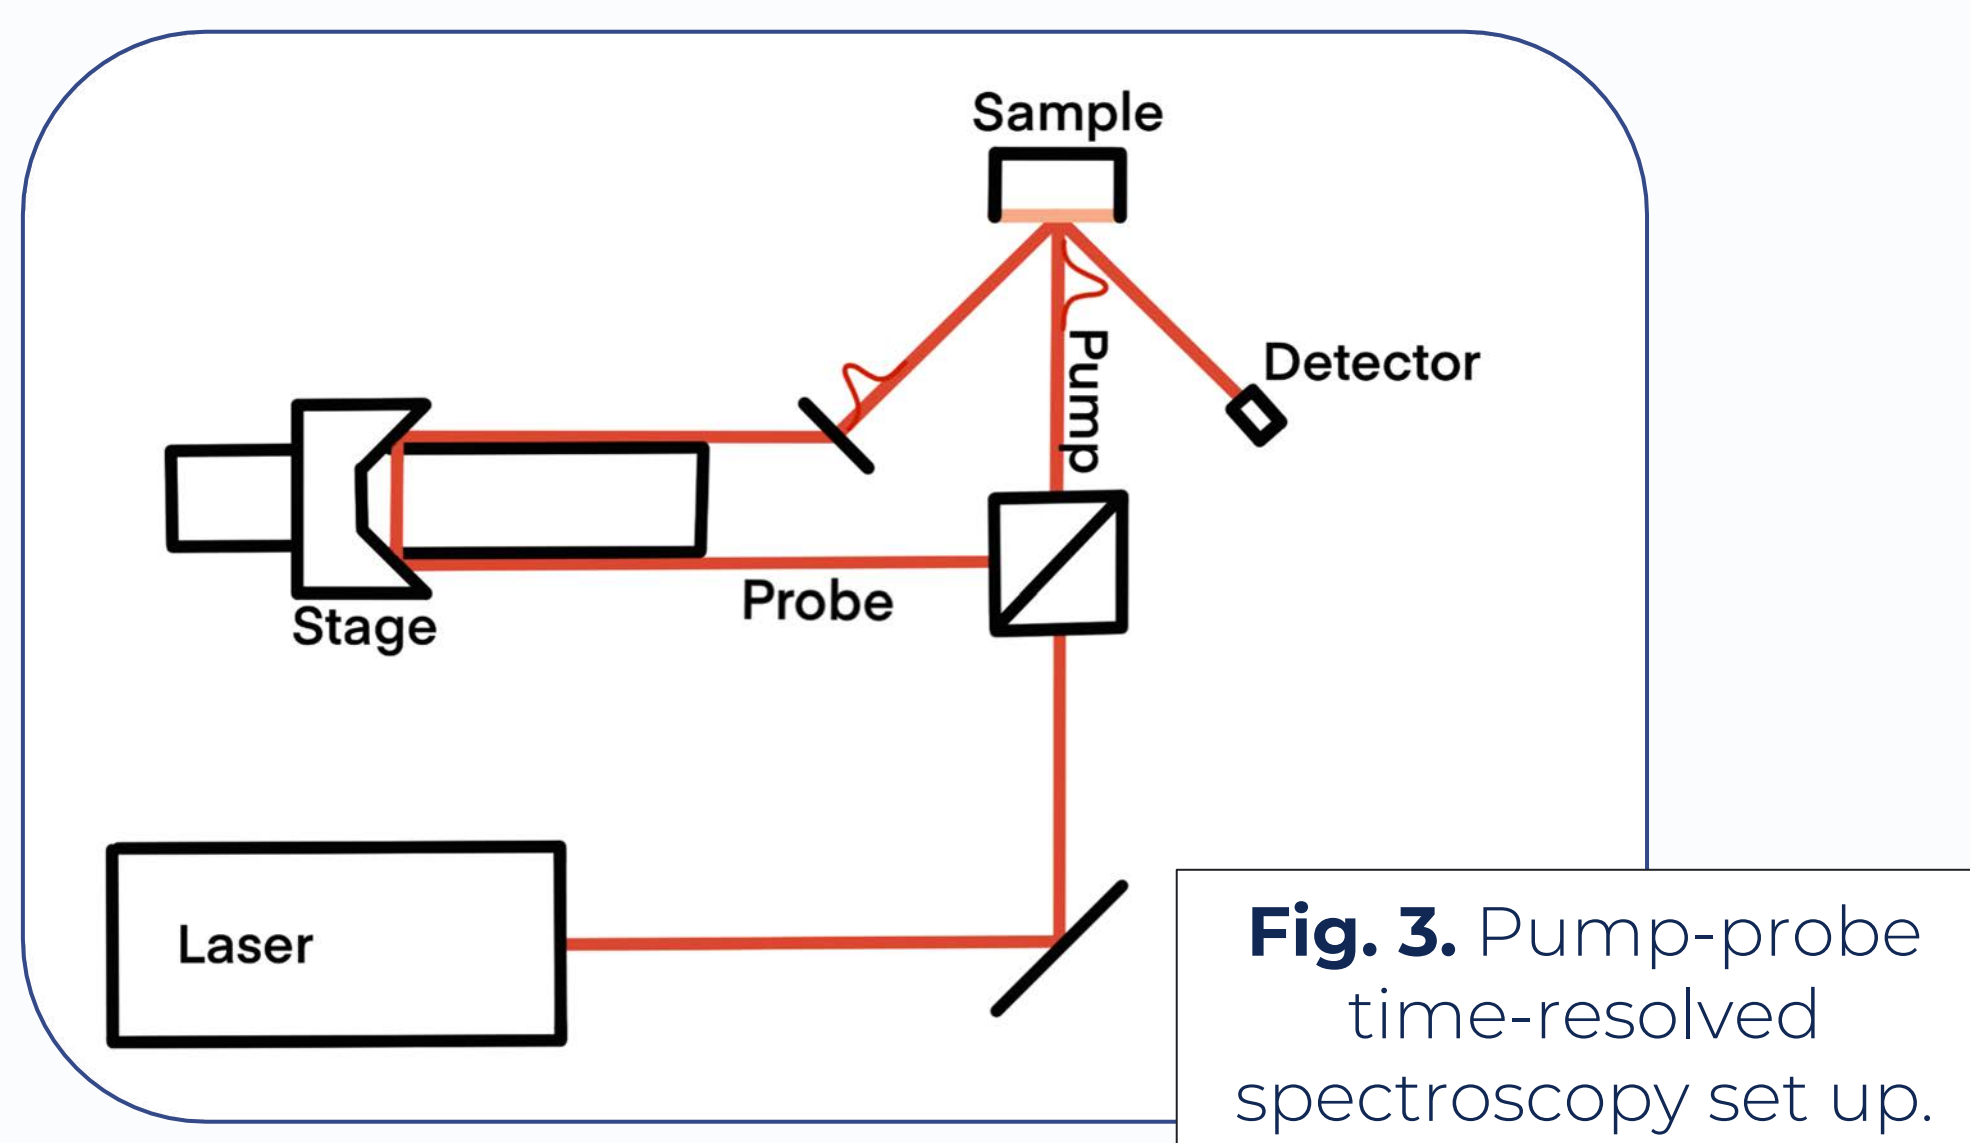 Sample
Pump
Detector
Probe
Stage
Laser
Fig. 3. Pump-probe
time-resolved
spectroscopy set up.